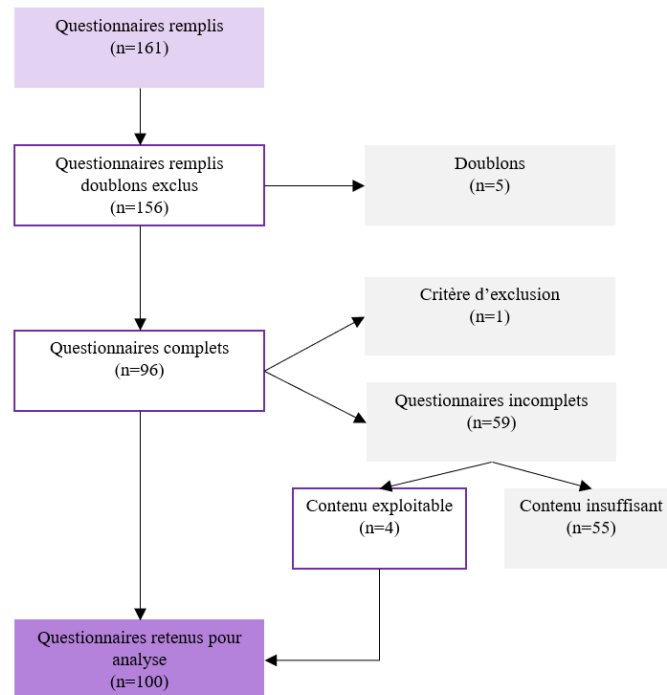 Questionnaires remplis
(n=161)
Questionnaires remplis
doublons exclus
(n=156)
Doublons
(n=5)
Critère d’exclusion
(n=1)
Questionnaires complets
(n=96)
Questionnaires incomplets
(n=59)
Contenu exploitable
(n=4)
Contenu insuffisant
(n=55)
Questionnaires retenus pour
analyse
(n=100)